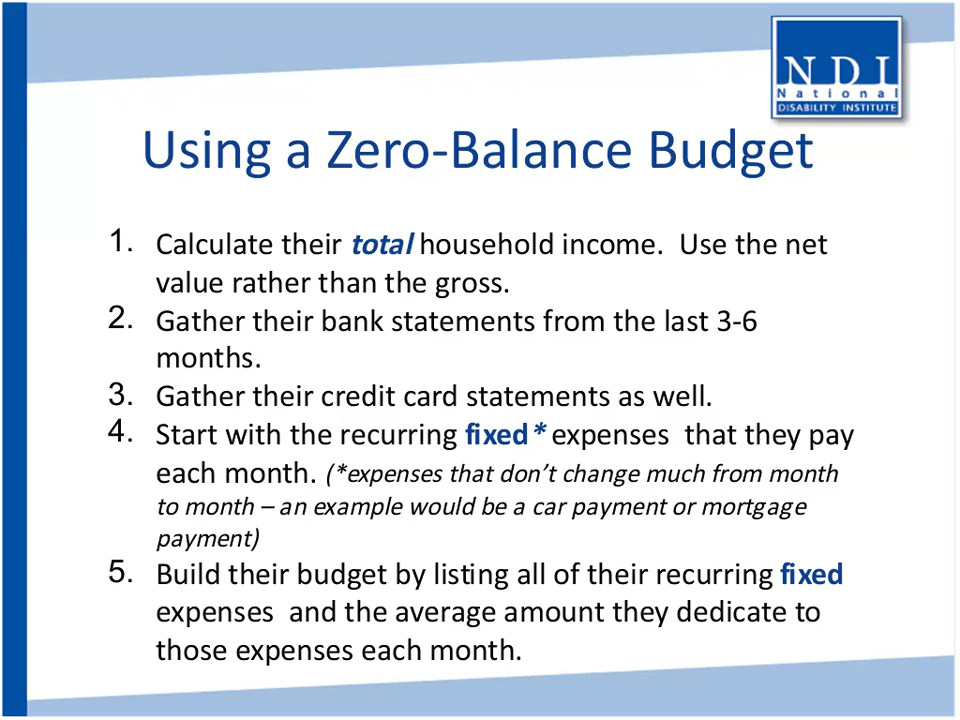 NDI
National
DISABILITY INSTITUTE
Using a Zero-Balance Budget
1. Calculate their total household income.  Use the net
value rather than the gross.
2. Gather their bank statements from the last 3-6
months.
3. Gather their credit card statements as well.
4. Start with the recurring fixed* expenses  that they pay
each month. (*expenses that don’t change much from month
to month – an example would be a car payment or mortgage
payment)
5. Build their budget by listing all of their recurring fixed
expenses  and the average amount they dedicate to
those expenses each month.